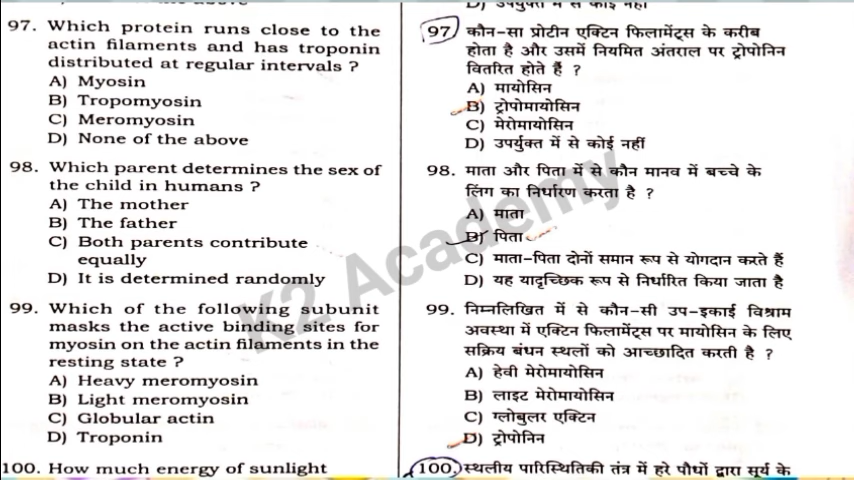 97. Which protein runs close to the
actin filaments and has troponin
distributed at regular intervals ?
A) Myosin
B) Tropomyosin
C) Meromyosin
D) None of the above
98. Which parent determines the sex of
the child in humans ?
A) The mother
B) The father
C) Both parents contribute
equally
D) It is determined randomly
99. Which of the following subunit
masks the active binding sites for
myosin on the actin filaments in the
resting state ?
A) Heavy meromyosin
B) Light meromyosin
C) Globular actin
D) Troponin
100. How much energy of sunlight
97. कौन-सा प्रोटीन एक्टिन फिलामेंट्स के करीब
होता है और उसमें नियमित अंतराल पर ट्रोपोनिन
वितरित होते हैं ?
A) मायोसिन
B) ट्रोपोमायोसिन
C) मेरोमायोसिन
D) उपर्युक्त में से कोई नहीं
98. माता और पिता में से कौन मानव में बच्चे के
लिंग का निर्धारण करता है ?
A) माता
B) पिता
C) माता-पिता दोनों समान रूप से योगदान करते हैं
D) यह यादृच्छिक रूप से निर्धारित किया जाता है
99. निम्नलिखित में से कौन-सी उप-इकाई विश्राम
अवस्था में एक्टिन फिलामेंट्स पर मायोसिन के लिए
सक्रिय बंधन स्थलों को आच्छादित करती है ?
A) हेवी मेरोमायोसिन
B) लाइट मेरोमायोसिन
C) ग्लोबुलर एक्टिन
D) ट्रोपोनिन
100. स्थलीय पारिस्थितिकी तंत्र में हरे पौधों द्वारा सूर्य के
K2 Academy